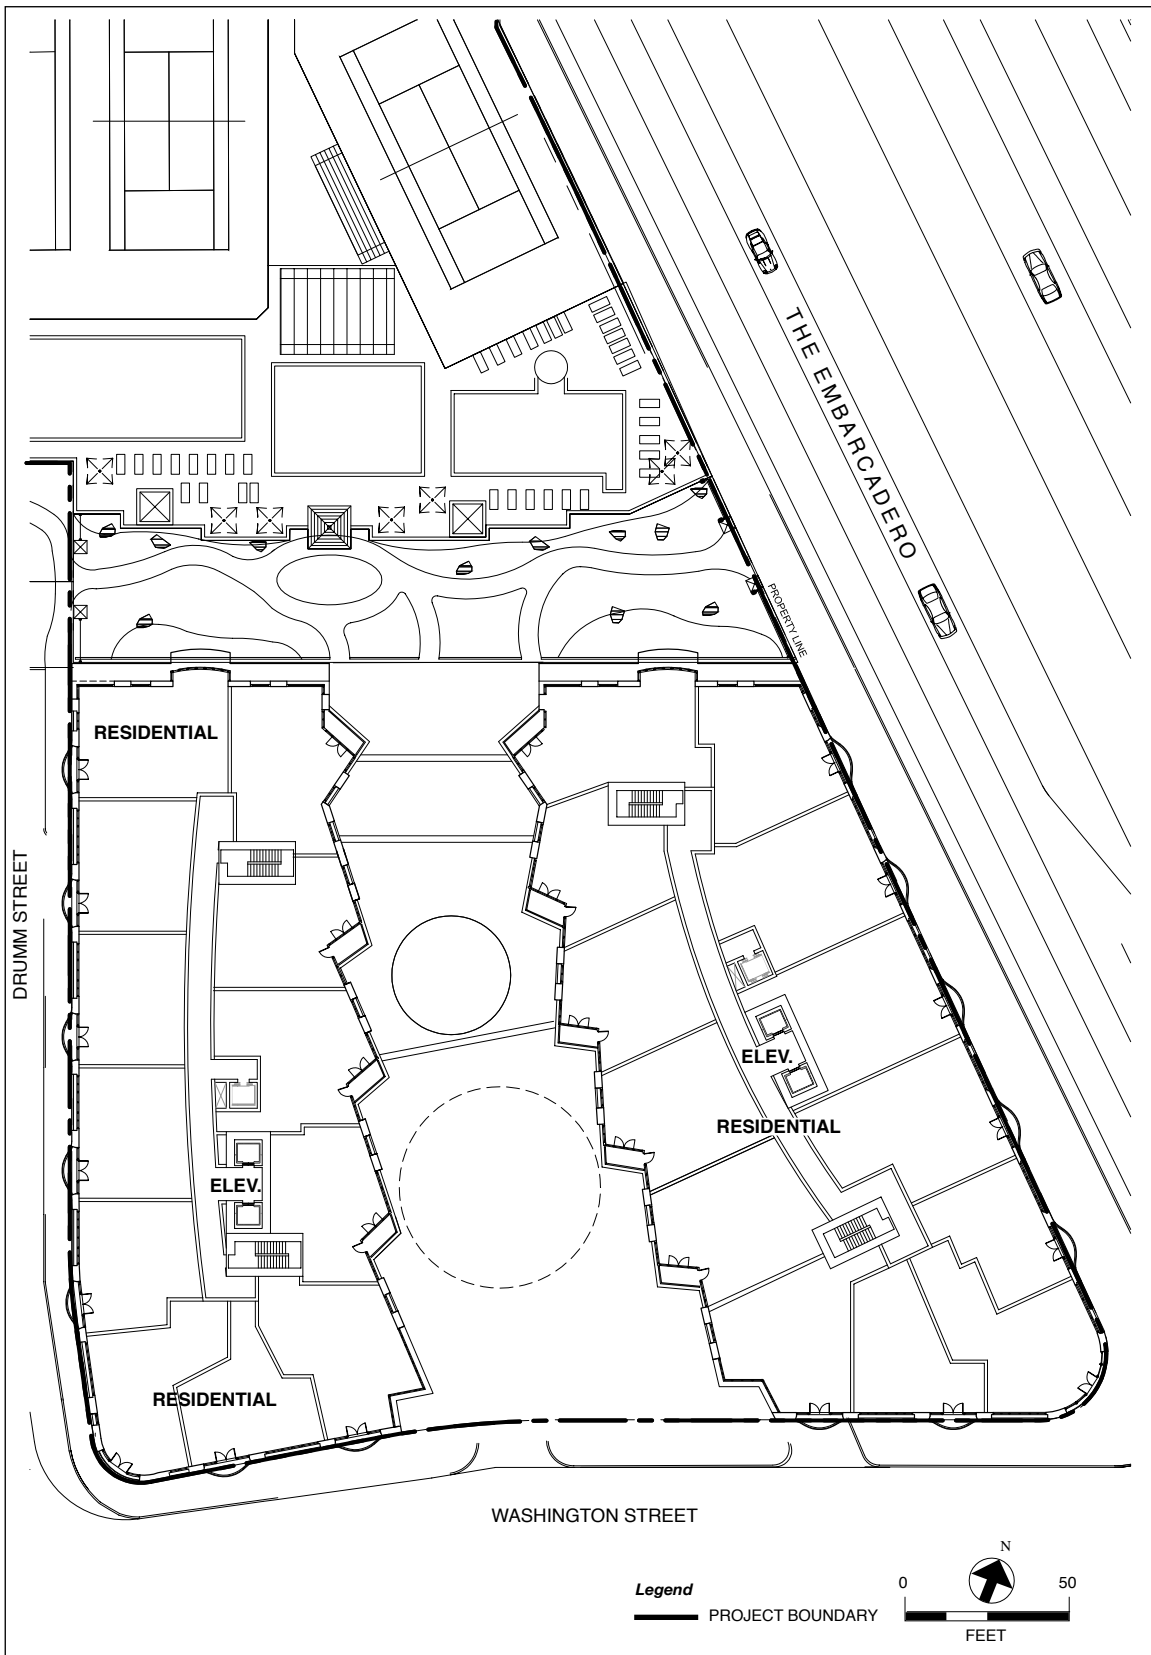 THE EMBARCADERO
PROPERTY LINE
RESIDENTIAL
DRUMM STREET
ELEV.
RESIDENTIAL
ELEV.
RESIDENTIAL
WASHINGTON STREET
N
Legend
0
50
PROJECT BOUNDARY
FEET